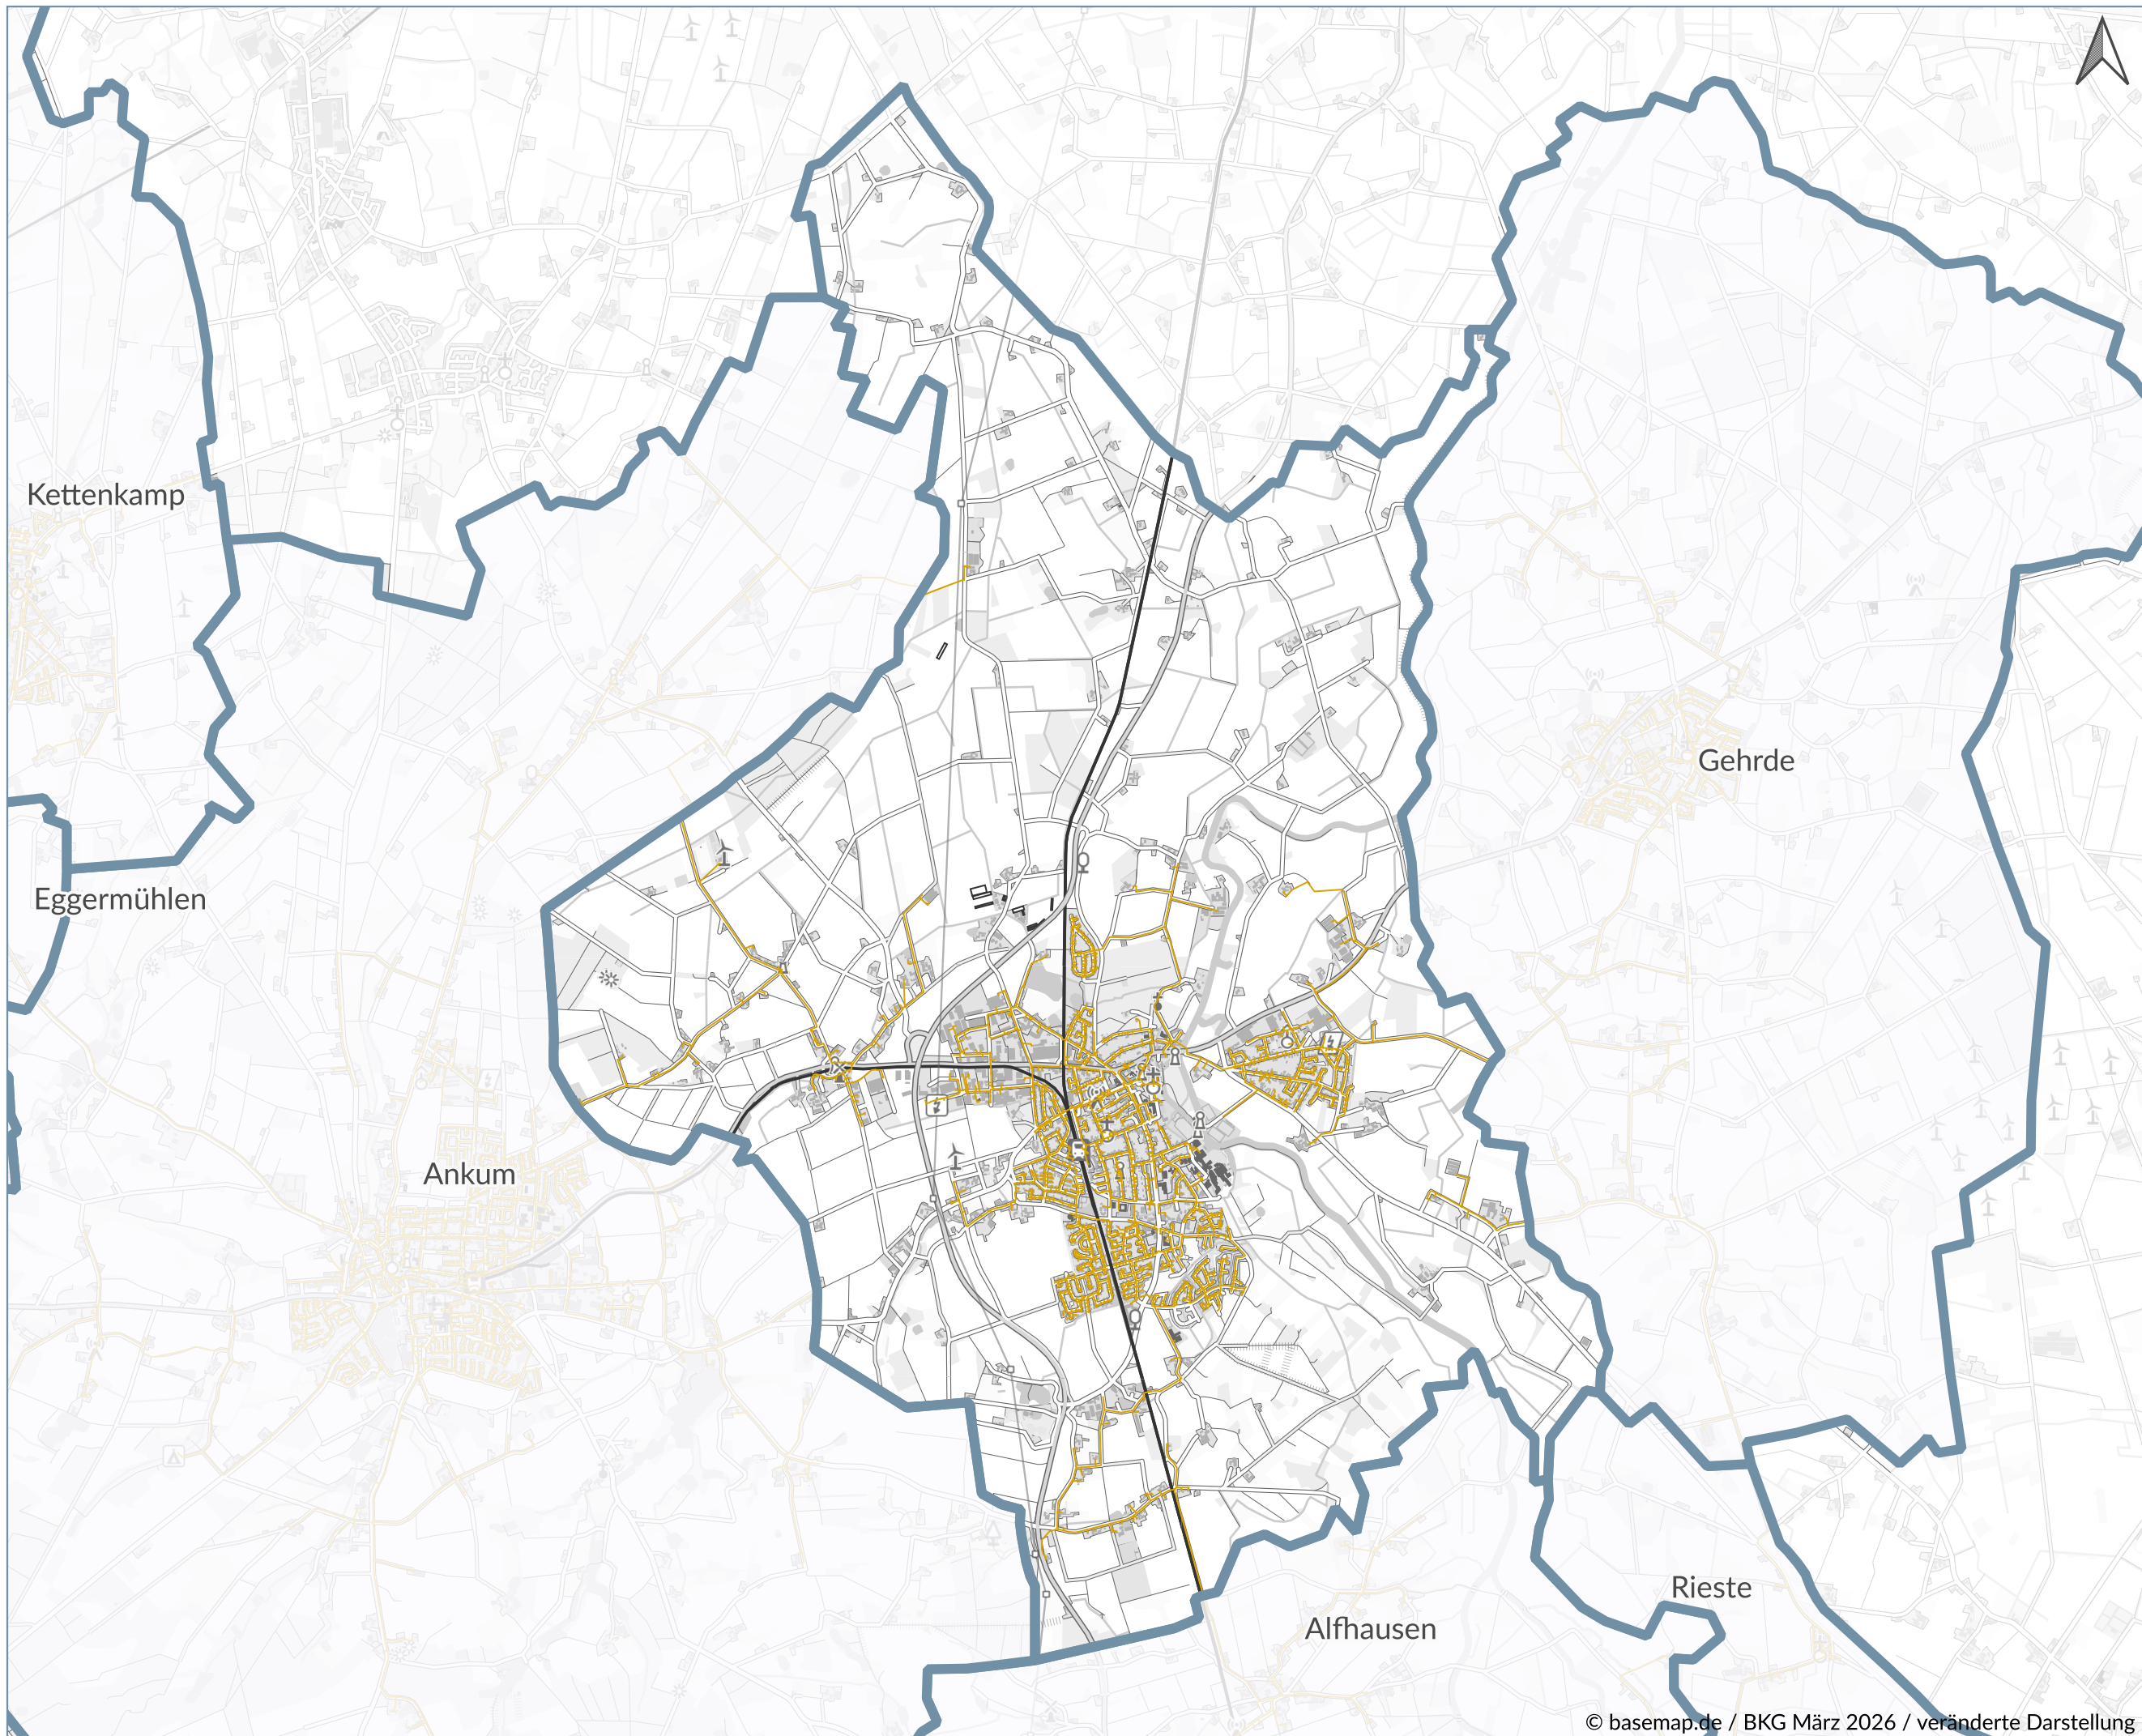 Kettenkamp
Gehrde
Eggermühlen
Ankum
Rieste
Alfhausen
© basemap.de / BKG März 2026 / veränderte Darstellung